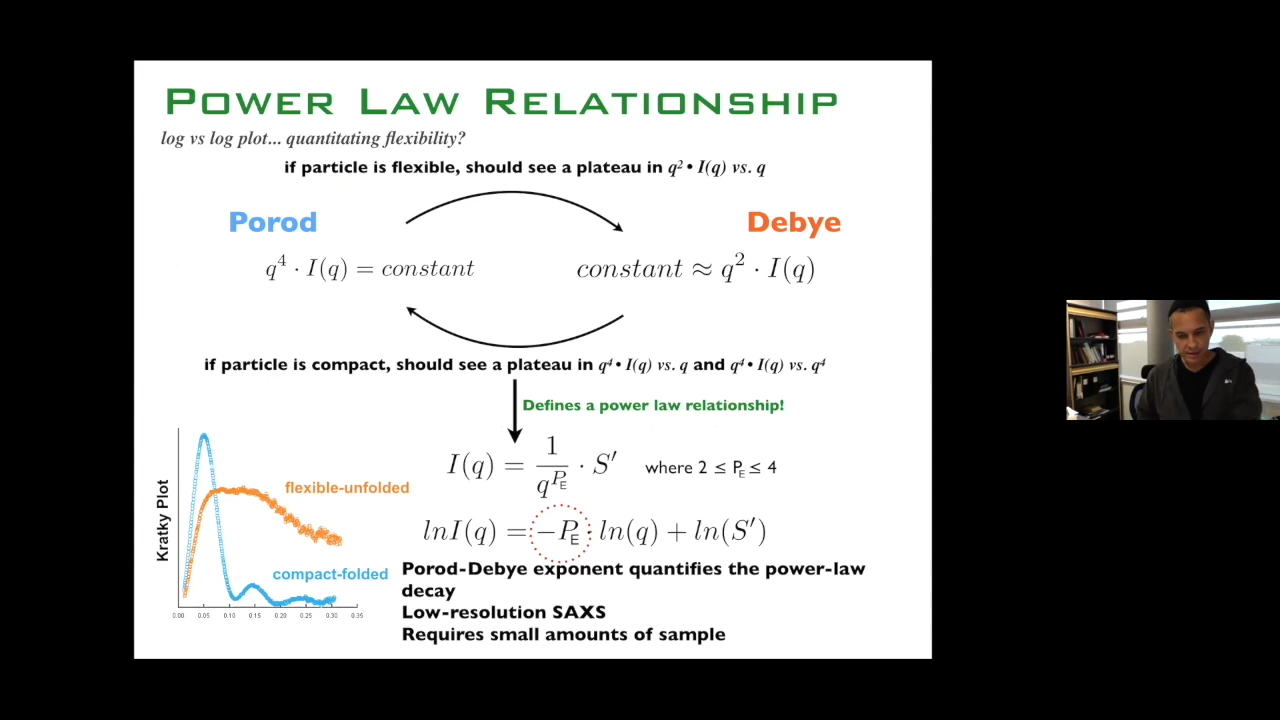 POWER LAW RELATIONSHIP
log vs log plot... quantitating flexibility?
if particle is flexible, should see a plateau in q² • I(q) vs. q
Porod
Debye
q⁴ · I(q) = constant
constant ≈ q² · I(q)
if particle is compact, should see a plateau in q⁴ • I(q) vs. q and q⁴ • I(q) vs. q⁴
Defines a power law relationship!
I(q) = 1/q^{P_E} · S′ where 2 ≤ P_E ≤ 4
lnI(q) = −P_E · ln(q) + ln(S′)
Kratky Plot
flexible-unfolded
compact-folded
0.00 0.05 0.10 0.15 0.20 0.25 0.30 0.35
Porod-Debye exponent quantifies the power-law
decay
Low-resolution SAXS
Requires small amounts of sample